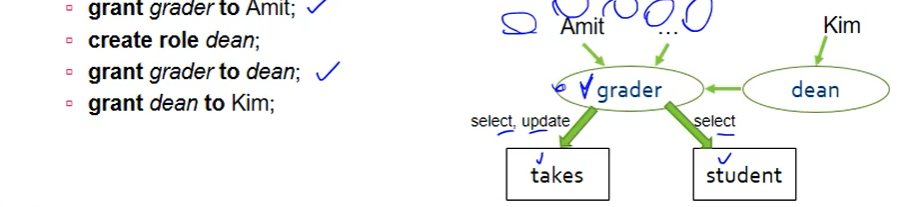 grant grader to Amit;
create role dean;
grant grader to dean;
grant dean to Kim;
Amit ... Kim
grader dean
select, update select
takes student